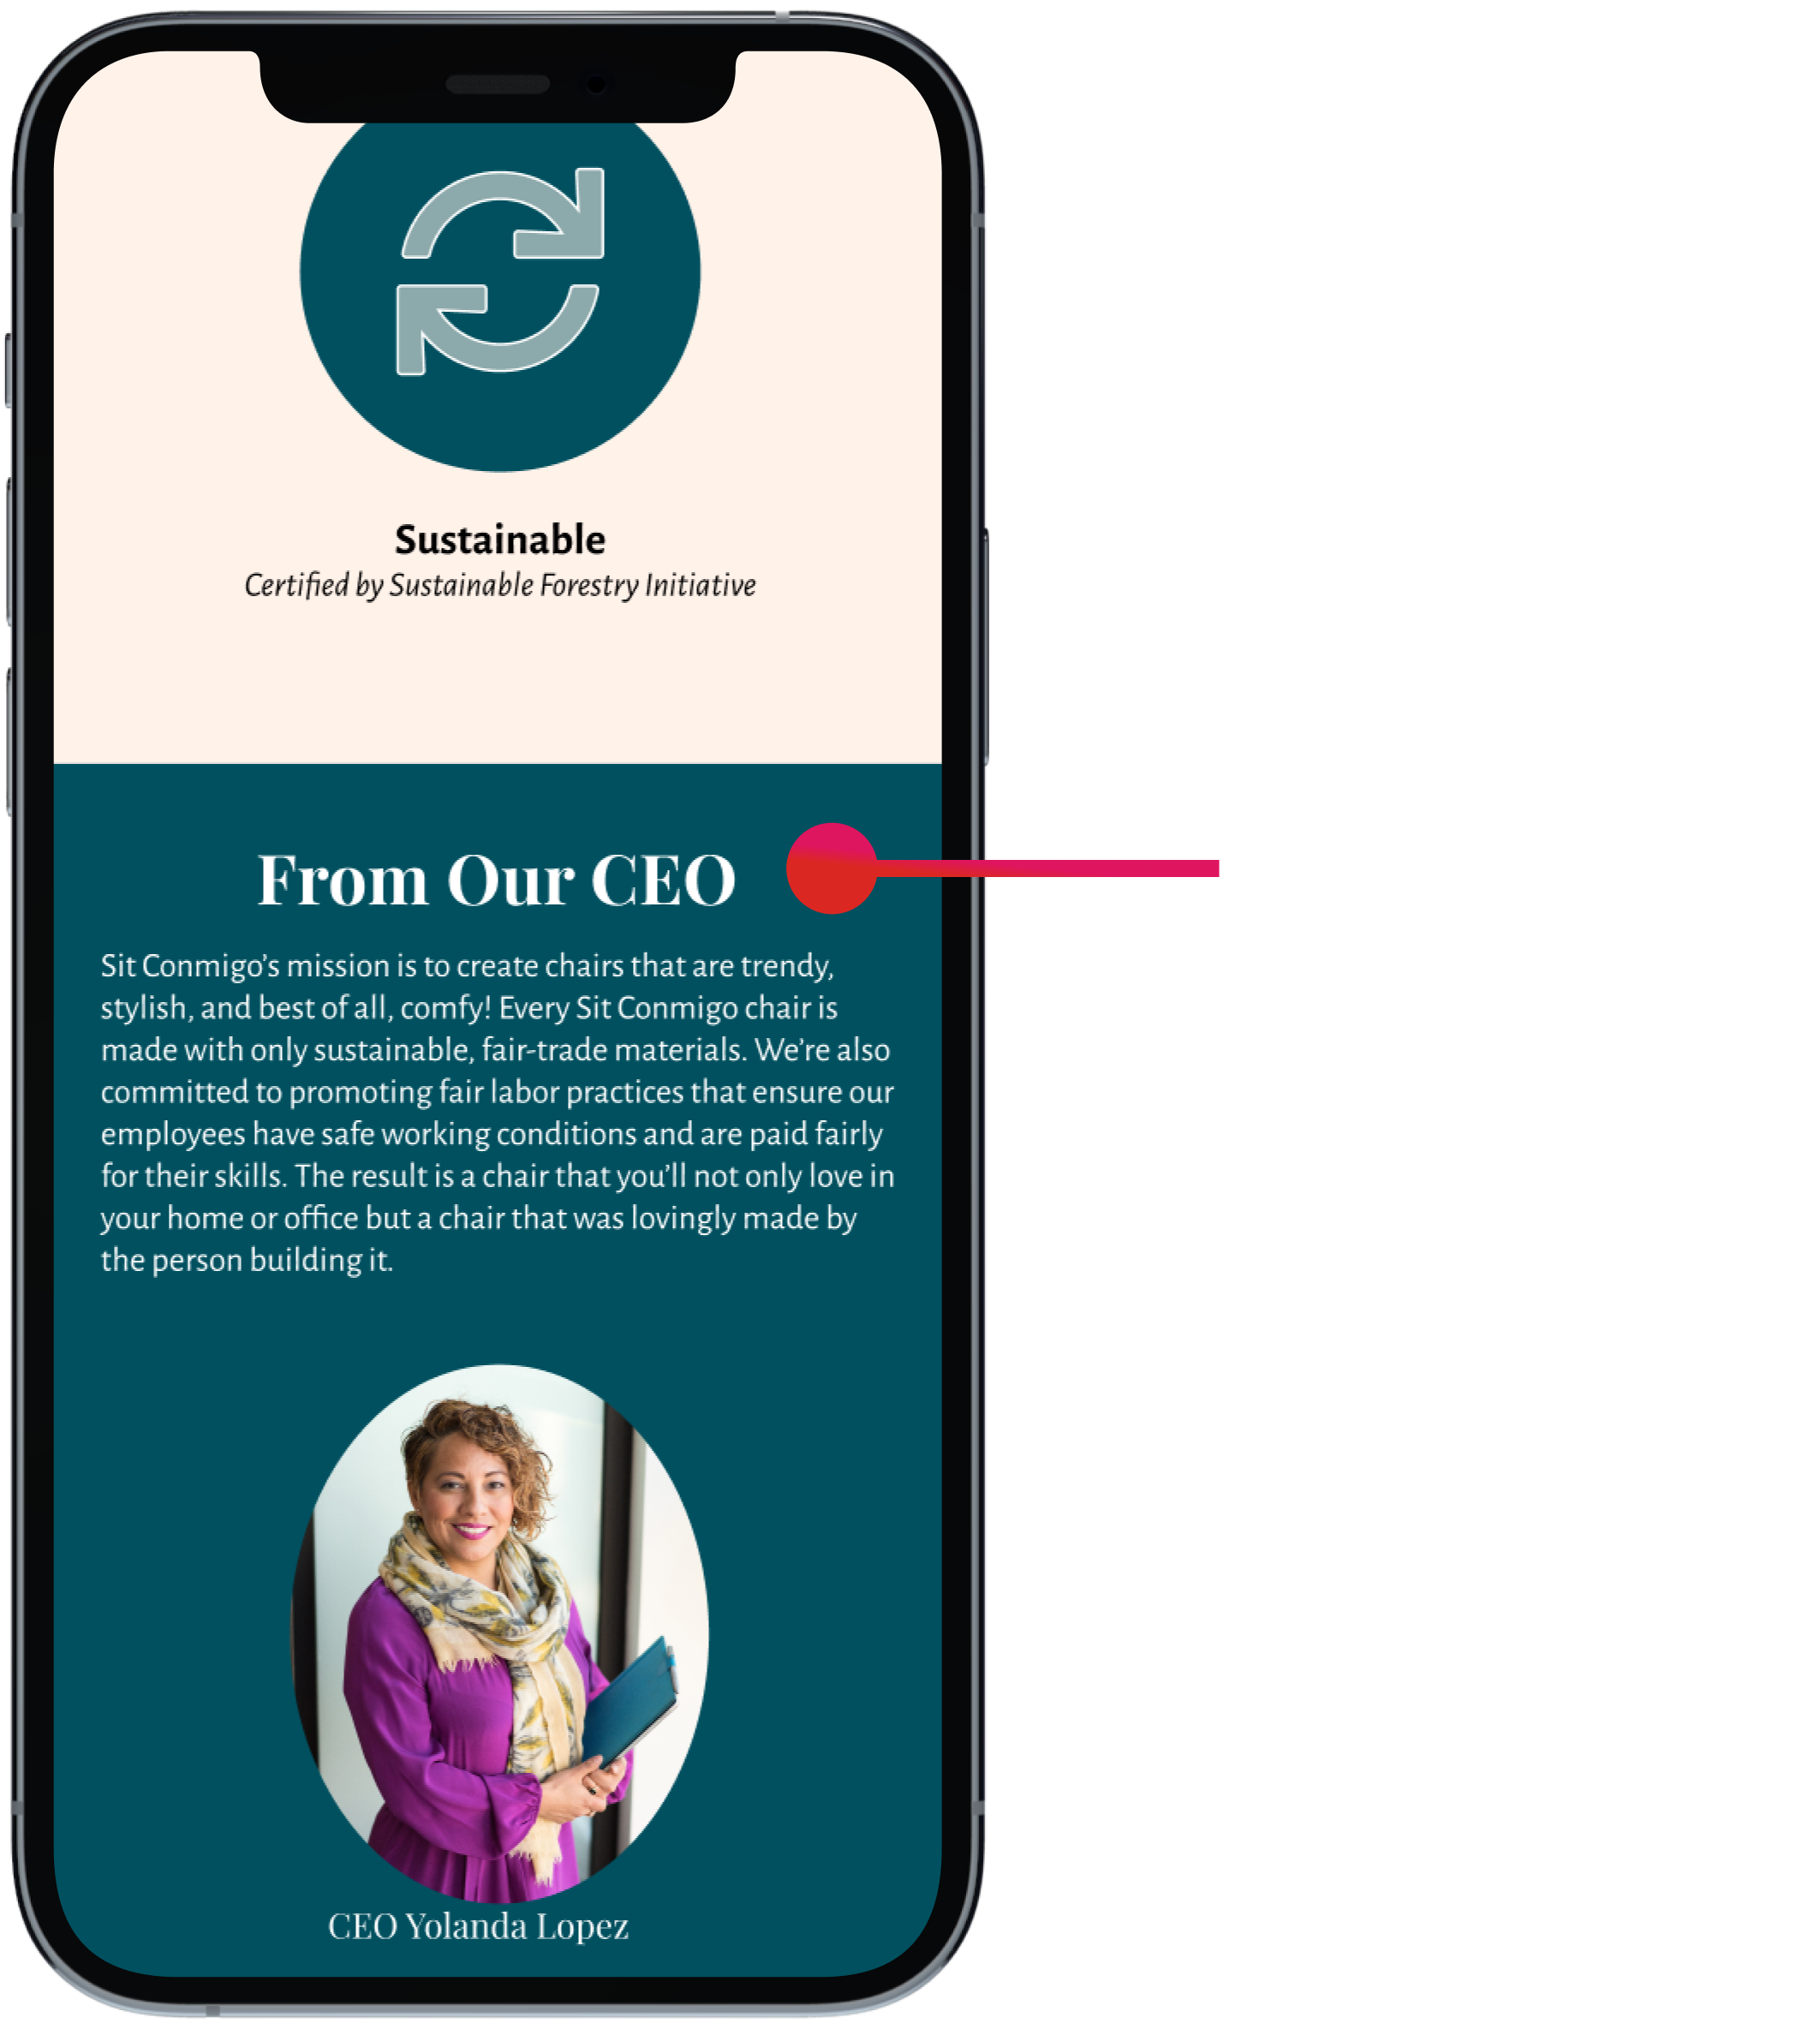 Sustainable
Certified by Sustainable Forestry Initiative
From Our CEO
Sit Conmigo’s mission is to create chairs that are trendy,
stylish, and best of all, comfy! Every Sit Conmigo chair is
made with only sustainable, fair-trade materials. We’re also
committed to promoting fair labor practices that ensure our
employees have safe working conditions and are paid fairly
for their skills. The result is a chair that you’ll not only love in
your home or office but a chair that was lovingly made by
the person building it.
CEO Yolanda Lopez